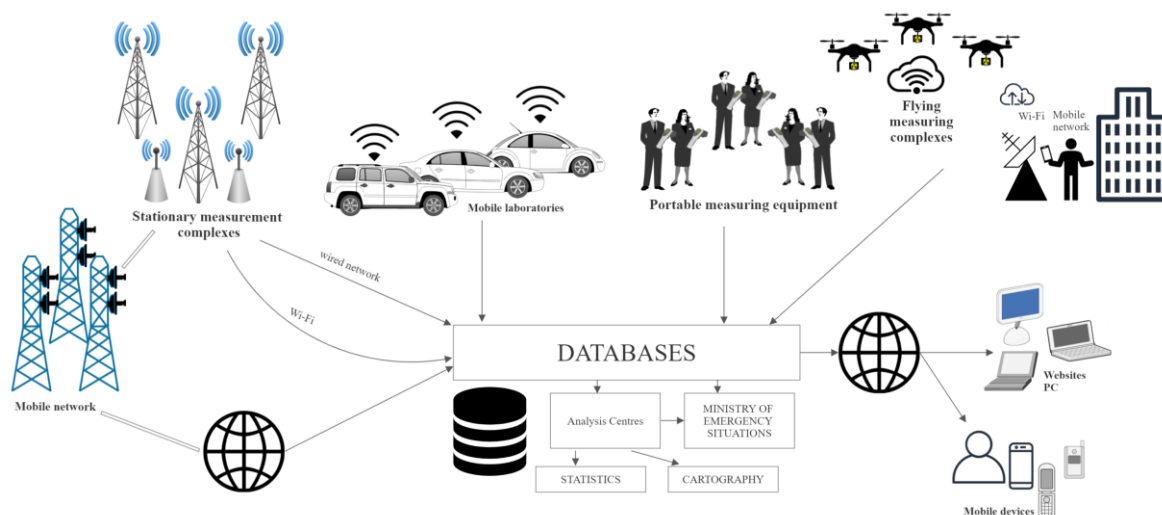 Flying
measuring
complexes
Wi-Fi
Mobile
network
Stationary measurement
complexes
Mobile laboratories
Portable measuring equipment
wired network
Wi-Fi
DATABASES
Mobile network
Analysis Centres
MINISTRY OF
EMERGENCY
SITUATIONS
STATISTICS
CARTOGRAPHY
Websites
PC
Mobile devices